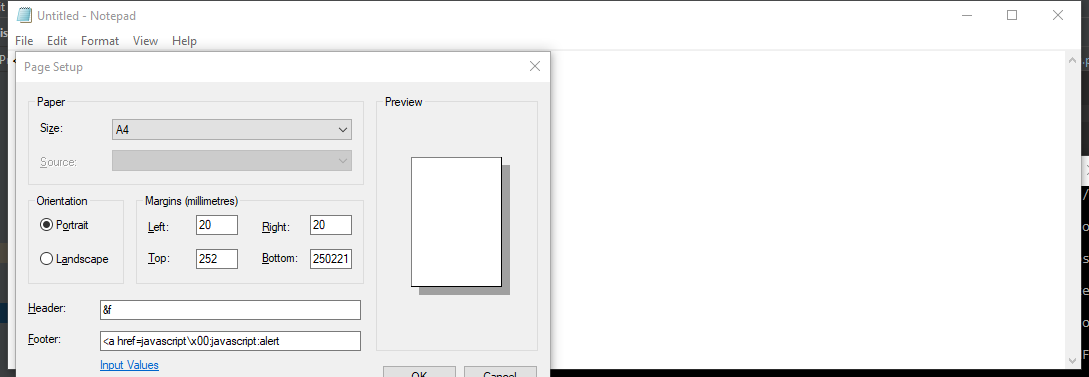 Untitled - Notepad
File Edit Format View Help
Page Setup
Paper
Size: A4
Source:
Preview
Orientation
Portrait
Landscape
Margins (millimetres)
Left: 20 Right: 20
Top: 252 Bottom: 250221
Header: &f
Footer: <a href=javascript\x00:javascript:alert
Input Values
OK Cancel